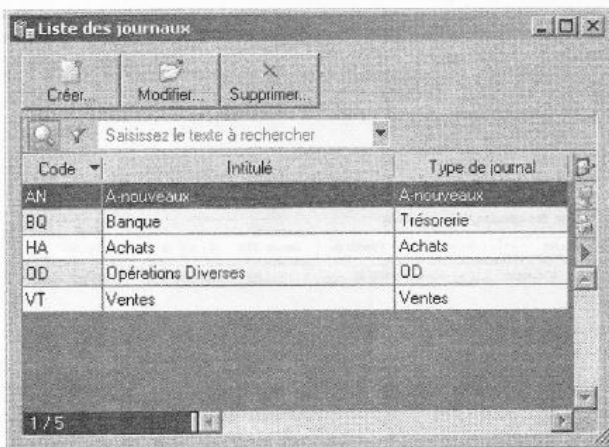 Liste des journaux
Créer... Modifier... Supprimer...
Saisissez le texte à rechercher
Code Intitulé Type de journal
AN A-nouveaux A-nouveaux
BQ Banque Trésorerie
HA Achats Achats
OD Opérations Diverses OD
VT Ventes Ventes
1 / 5